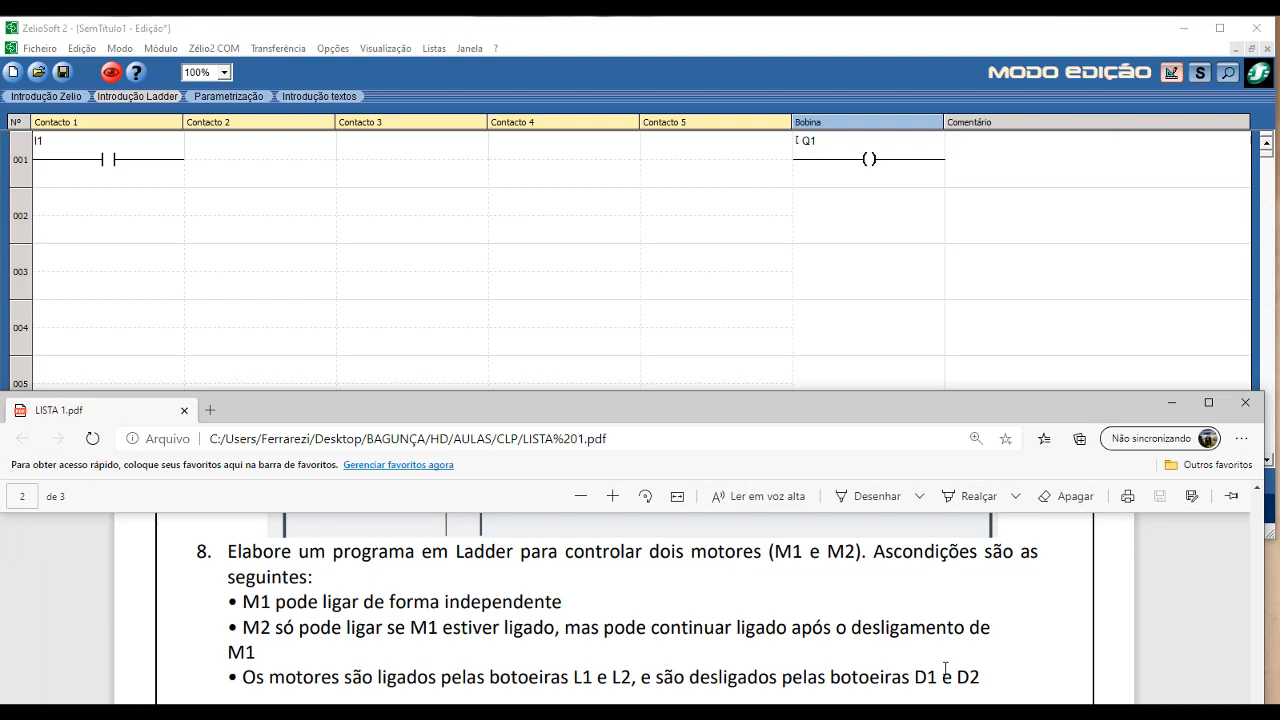 ZelioSoft 2 - [SemTítulo1 - Edição*]
Ficheiro Edição Modo Módulo Zélio2 COM Transferência Opções Visualização Listas Janela ?
100% MODO EDIÇÃO S
Introdução Zelio Introdução Ladder Parametrização Introdução textos
Nº Contacto 1 Contacto 2 Contacto 3 Contacto 4 Contacto 5 Bobina Comentário
I1 [ Q1
001
002
003
004
005
LISTA 1.pdf
Arquivo C:/Users/Ferrarezi/Desktop/BAGUNÇA/HD/AULAS/CLP/LISTA%201.pdf Não sincronizando
Para obter acesso rápido, coloque seus favoritos aqui na barra de favoritos. Gerenciar favoritos agora Outros favoritos
2 de 3 Ler em voz alta Desenhar Realçar Apagar
8. Elabore um programa em Ladder para controlar dois motores (M1 e M2). Ascondições são as
seguintes:
• M1 pode ligar de forma independente
• M2 só pode ligar se M1 estiver ligado, mas pode continuar ligado após o desligamento de
M1
• Os motores são ligados pelas botoeiras L1 e L2, e são desligados pelas botoeiras D1 e D2